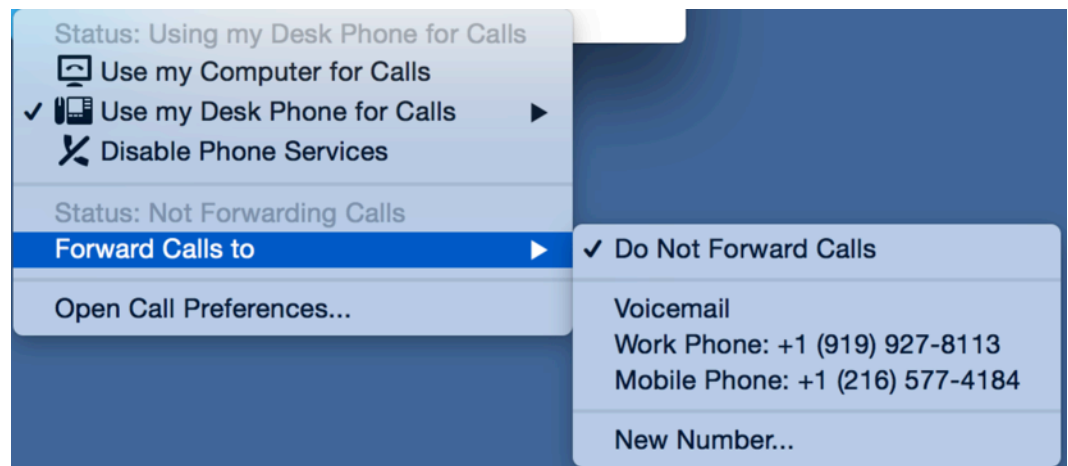 Status: Using my Desk Phone for Calls
Use my Computer for Calls
Use my Desk Phone for Calls
Disable Phone Services
Status: Not Forwarding Calls
Forward Calls to
Open Call Preferences...
Do Not Forward Calls
Voicemail
Work Phone: +1 (919) 927-8113
Mobile Phone: +1 (216) 577-4184
New Number...